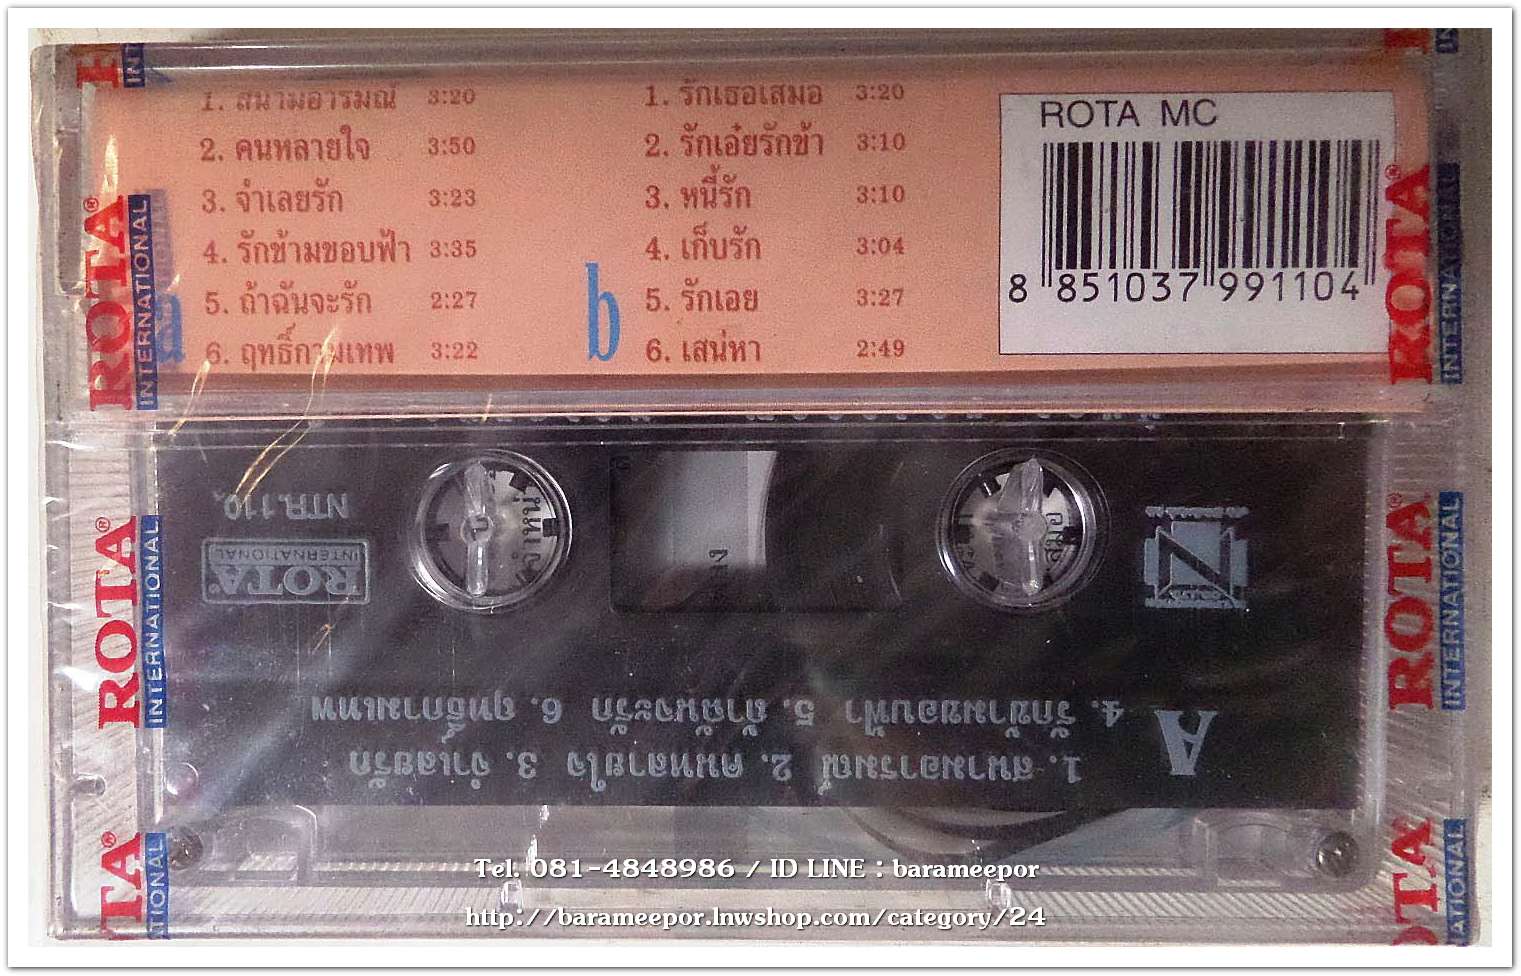 1. สนามอารมณ์ 3:20
2. คนหลายใจ 3:50
3. จำเลยรัก 3:23
4. รักข้ามขอบฟ้า 3:35
5. ถ้าฉันจะรัก 2:27
6. ฤทธิ์กามเทพ 3:22
a
b
1. รักเธอเสมอ 3:20
2. รักเอ๋ยรักข้า 3:10
3. หนี้รัก 3:10
4. เก็บรัก 3:04
5. รักเอย 3:27
6. เสน่หา 2:49
ROTA MC
8 851037 991104
ROTA®
INTERNATIONAL
ROTA®
INTERNATIONAL
ROTA®
INTERNATIONAL
ROTA®
INTERNATIONAL
TA®
TIONAL
OTA®
ATIONAL
NTR.110
ROTA®
INTERNATIONAL
A
1. สนามอารมณ์ 2. คนหลายใจ 3. จำเลยรัก
4. รักข้ามขอบฟ้า 5. ถ้าฉันจะรัก 6. ฤทธิ์กามเทพ
Tel. 081-4848986 / ID LINE : barameepor
http://barameepor.lnwshop.com/category/24